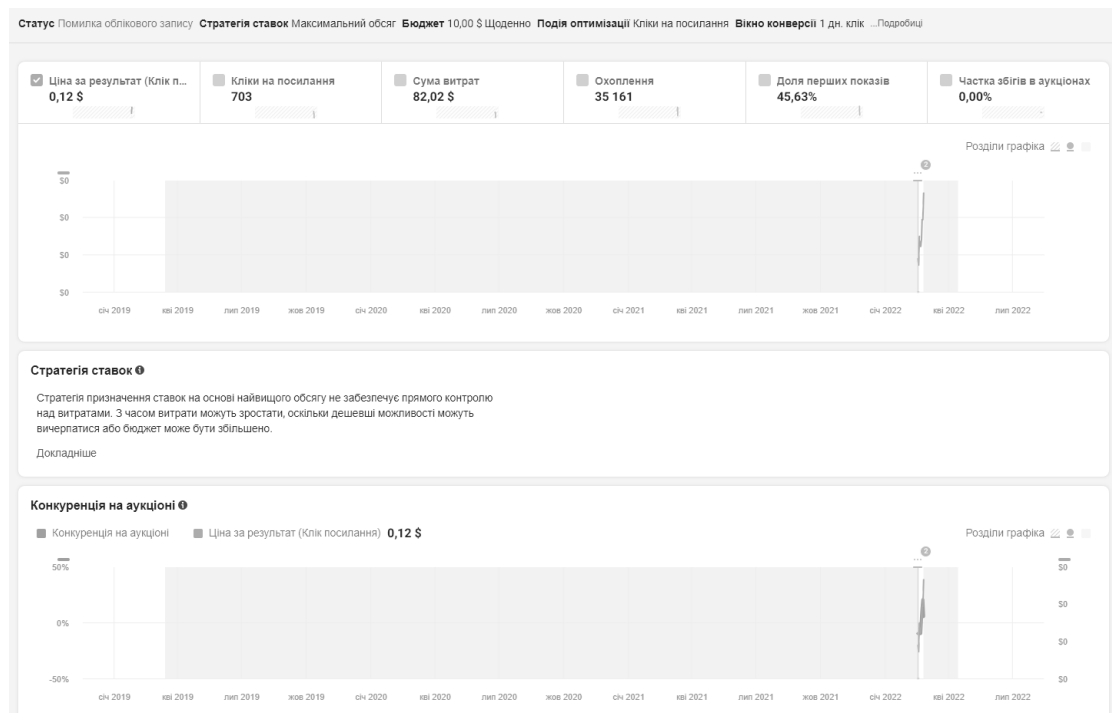 Статус Помилка облікового запису Стратегія ставок Максимальний обсяг Бюджет 10,00 $ Щоденно Подія оптимізації Кліки на посилання Вікно конверсії 1 дн. клік ...Подробиці
Ціна за результат (Клік п... Кліки на посилання Сума витрат Охоплення Доля перших показів Частка збігів в аукціонах
0,12 $ 703 82,02 $ 35 161 45,63% 0,00%
Розділи графіка
2
$0
$0
$0
$0
січ 2019 кві 2019 лип 2019 жов 2019 січ 2020 кві 2020 лип 2020 жов 2020 січ 2021 кві 2021 лип 2021 жов 2021 січ 2022 кві 2022 лип 2022
Стратегія ставок
Стратегія призначення ставок на основі найвищого обсягу не забезпечує прямого контролю
над витратами. З часом витрати можуть зростати, оскільки дешевші можливості можуть
вичерпатися або бюджет може бути збільшено.
Докладніше
Конкуренція на аукціоні
Конкуренція на аукціоні Ціна за результат (Клік посилання) 0,12 $ Розділи графіка
2
50% $0
$0
0%
$0
-50% $0
січ 2019 кві 2019 лип 2019 жов 2019 січ 2020 кві 2020 лип 2020 жов 2020 січ 2021 кві 2021 лип 2021 жов 2021 січ 2022 кві 2022 лип 2022